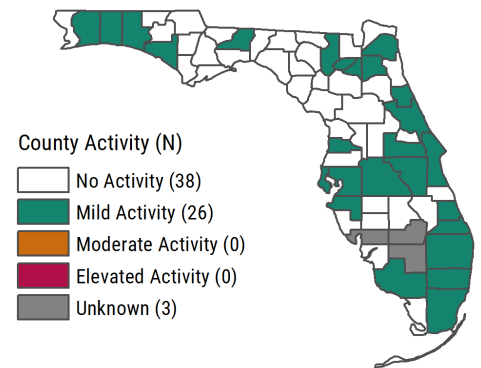 County Activity (N)
No Activity (38)
Mild Activity (26)
Moderate Activity (0)
Elevated Activity (0)
Unknown (3)